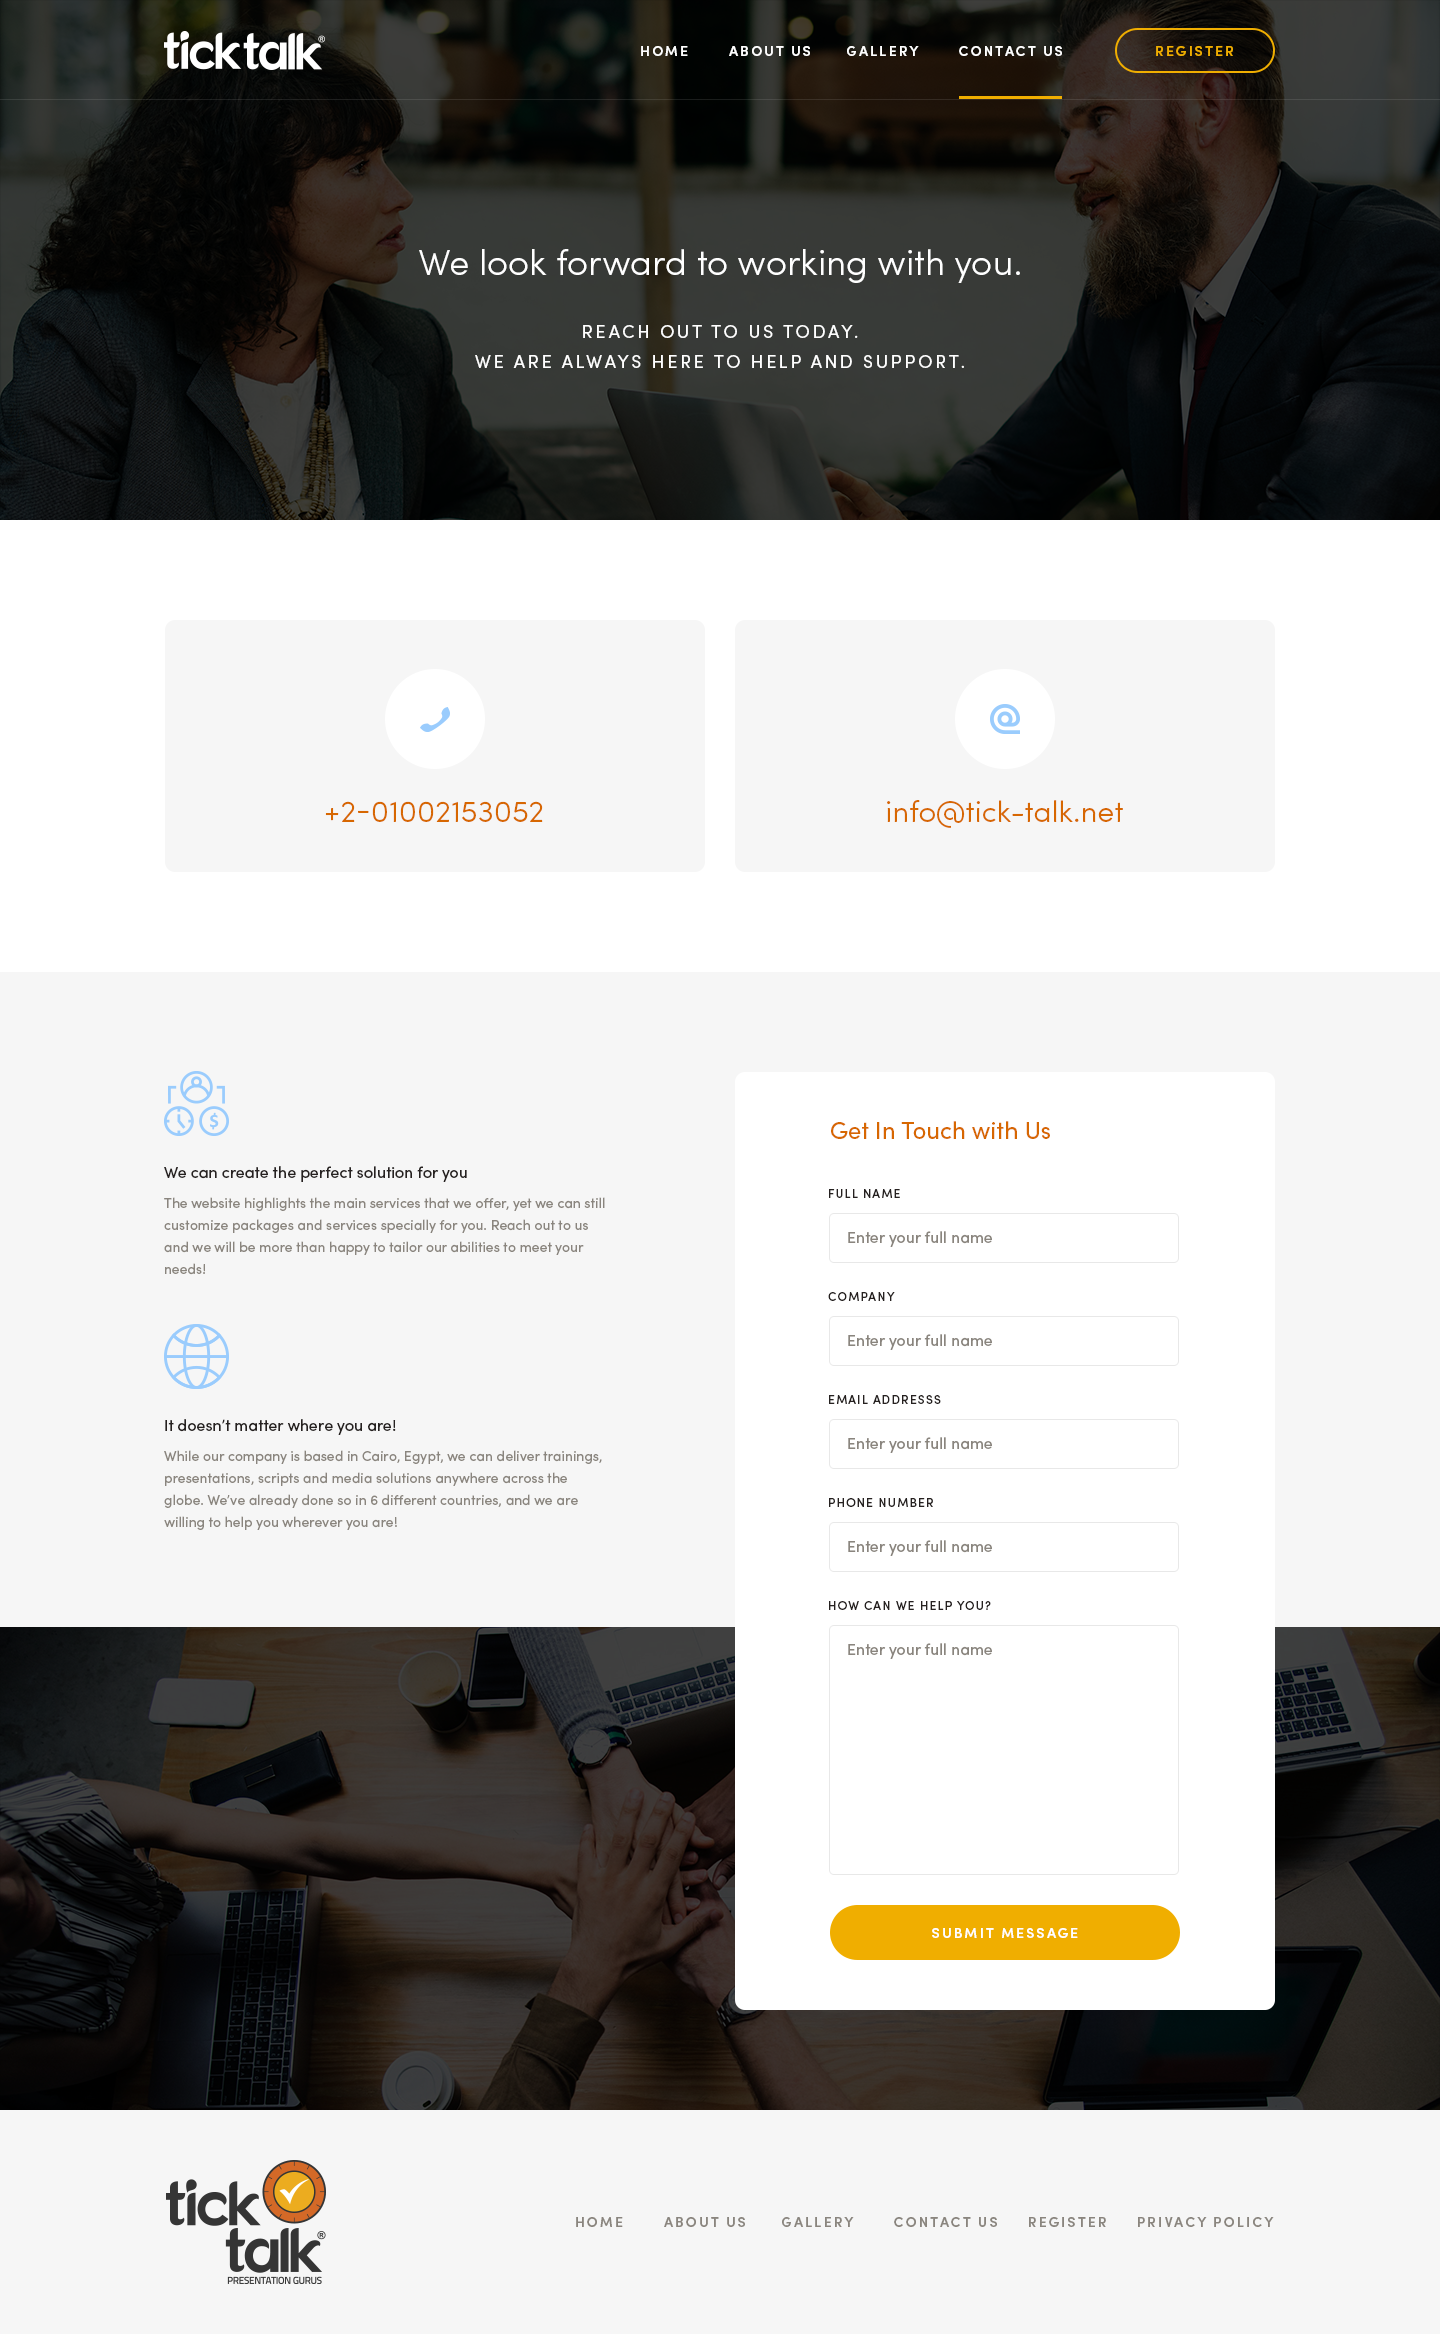 ticktalk®
HOME ABOUT US GALLERY CONTACT US REGISTER
We look forward to working with you.
REACH OUT TO US TODAY.
WE ARE ALWAYS HERE TO HELP AND SUPPORT.
+2-01002153052
info@tick-talk.net
We can create the perfect solution for you
The website highlights the main services that we offer, yet we can still
customize packages and services specially for you. Reach out to us
and we will be more than happy to tailor our abilities to meet your
needs!
It doesn’t matter where you are!
While our company is based in Cairo, Egypt, we can deliver trainings,
presentations, scripts and media solutions anywhere across the
globe. We’ve already done so in 6 different countries, and we are
willing to help you wherever you are!
Get In Touch with Us
FULL NAME
Enter your full name
COMPANY
Enter your full name
EMAIL ADDRESSS
Enter your full name
PHONE NUMBER
Enter your full name
HOW CAN WE HELP YOU?
Enter your full name
SUBMIT MESSAGE
tick
talk®
PRESENTATION GURUS
HOME ABOUT US GALLERY CONTACT US REGISTER PRIVACY POLICY